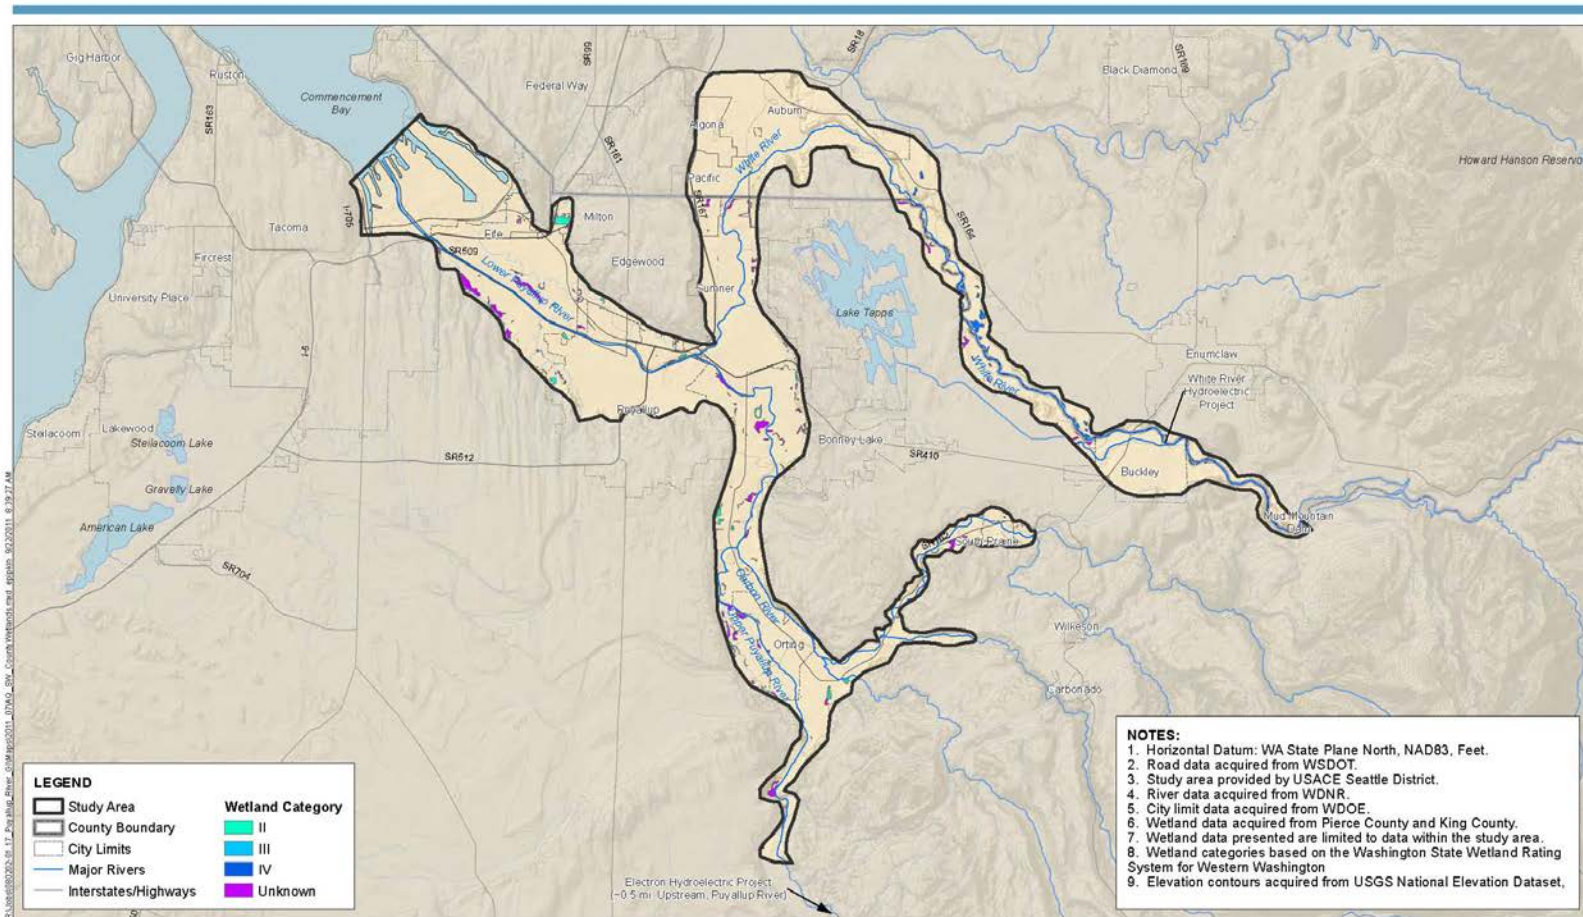 Gig Harbor
Ruston
Commencement
Bay
SR163
SR99
Federal Way
SR161
SR18
Black Diamond
SR169
Howard Hanson Reservo
Algona
Auburn
White River
Pacific
SR167
SR164
I-705
Tacoma
Fife
Milton
SR509
Edgewood
Lower Puyallup River
Sumner
Fircrest
University Place
I-5
Lake Tapps
Enumclaw
White River
Hydroelectric
Project
White River
Puyallup
Steilacoom
Lakewood
Steilacoom Lake
SR512
Bonney Lake
SR410
Buckley
Gravelly Lake
American Lake
Mud Mountain
Dam
South Prairie
SR704
Carbon River
Upper Puyallup River
Orting
Wilkeson
Carbonado
Electron Hydroelectric Project
(~0.5 mi. Upstream, Puyallup River)
LEGEND
Study Area
County Boundary
City Limits
Major Rivers
Interstates/Highways
Wetland Category
II
III
IV
Unknown
NOTES:
1. Horizontal Datum: WA State Plane North, NAD83, Feet.
2. Road data acquired from WSDOT.
3. Study area provided by USACE Seattle District.
4. River data acquired from WDNR.
5. City limit data acquired from WDOE.
6. Wetland data acquired from Pierce County and King County.
7. Wetland data presented are limited to data within the study area.
8. Wetland categories based on the Washington State Wetland Rating
System for Western Washington
9. Elevation contours acquired from USGS National Elevation Dataset,